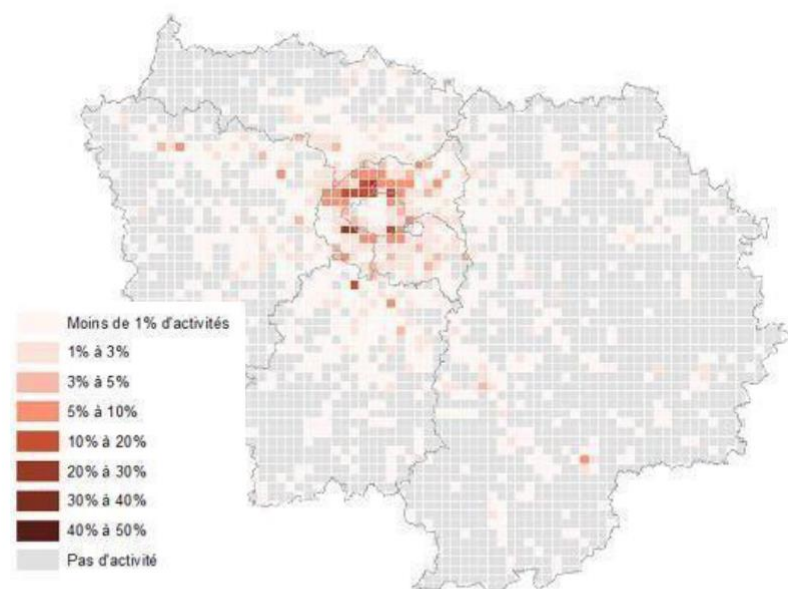 Moins de 1% d'activités
1% à 3%
3% à 5%
5% à 10%
10% à 20%
20% à 30%
30% à 40%
40% à 50%
Pas d'activité